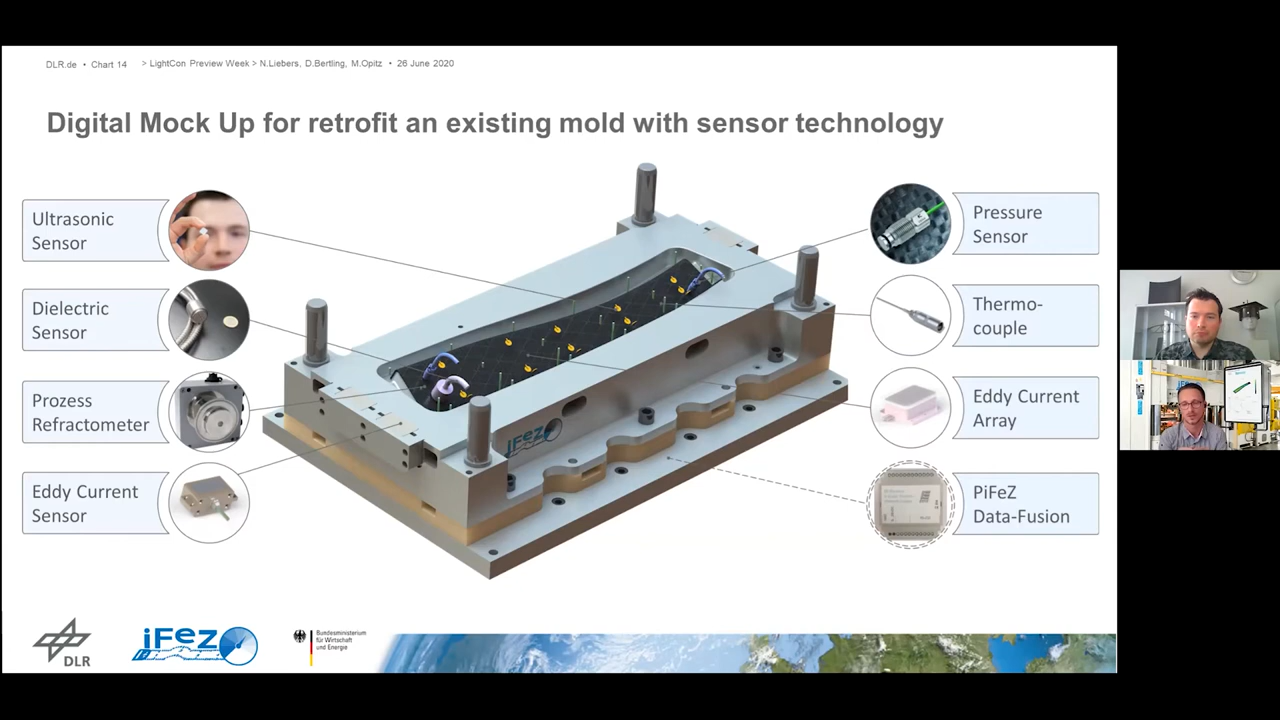 DLR.de • Chart 14 > LightCon Preview Week > N.Liebers, D.Bertling, M.Opitz • 26 June 2020
Digital Mock Up for retrofit an existing mold with sensor technology
Ultrasonic
Sensor
Dielectric
Sensor
Prozess
Refractometer
Eddy Current
Sensor
Pressure
Sensor
Thermo-
couple
Eddy Current
Array
PiFeZ
Data-Fusion
iFeZ
DLR
iFez
Bundesministerium
für Wirtschaft
und Energie